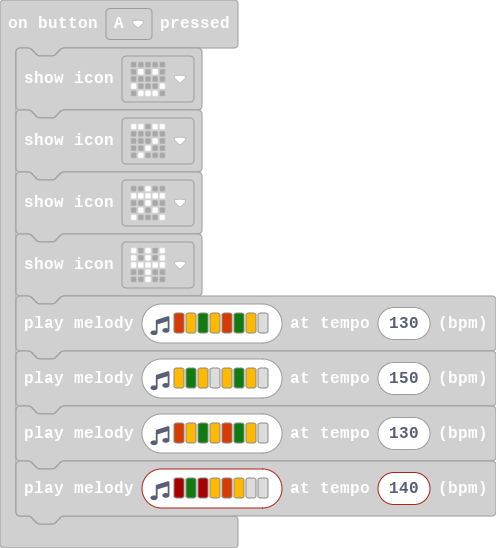 on button A pressed
show icon
show icon
show icon
show icon
play melody at tempo 130 (bpm)
play melody at tempo 150 (bpm)
play melody at tempo 130 (bpm)
play melody at tempo 140 (bpm)